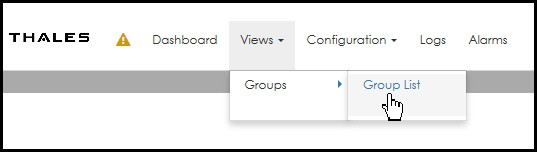 THALES Dashboard Views Configuration Logs Alarms
Groups Group List